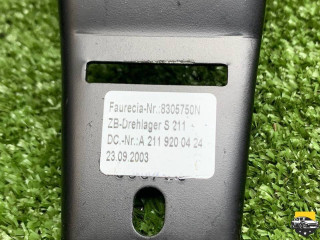 Faurecia-Nr.:8305750N
ZB-Drehlager S 211
DC.-Nr.:A 211 920 04 24
23.09.2003